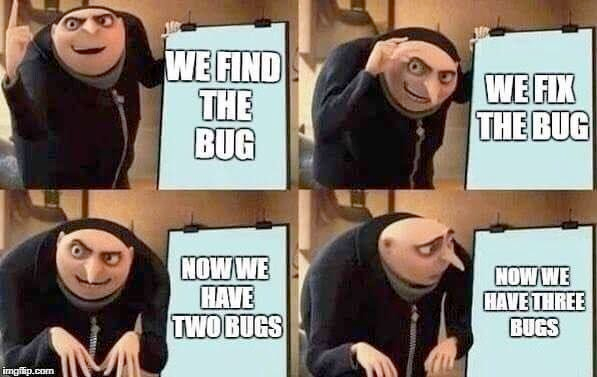 WE FIND
THE
BUG
WE FIX
THE BUG
NOW WE
HAVE
TWO BUGS
NOW WE
HAVE THREE
BUGS
imgflip.com